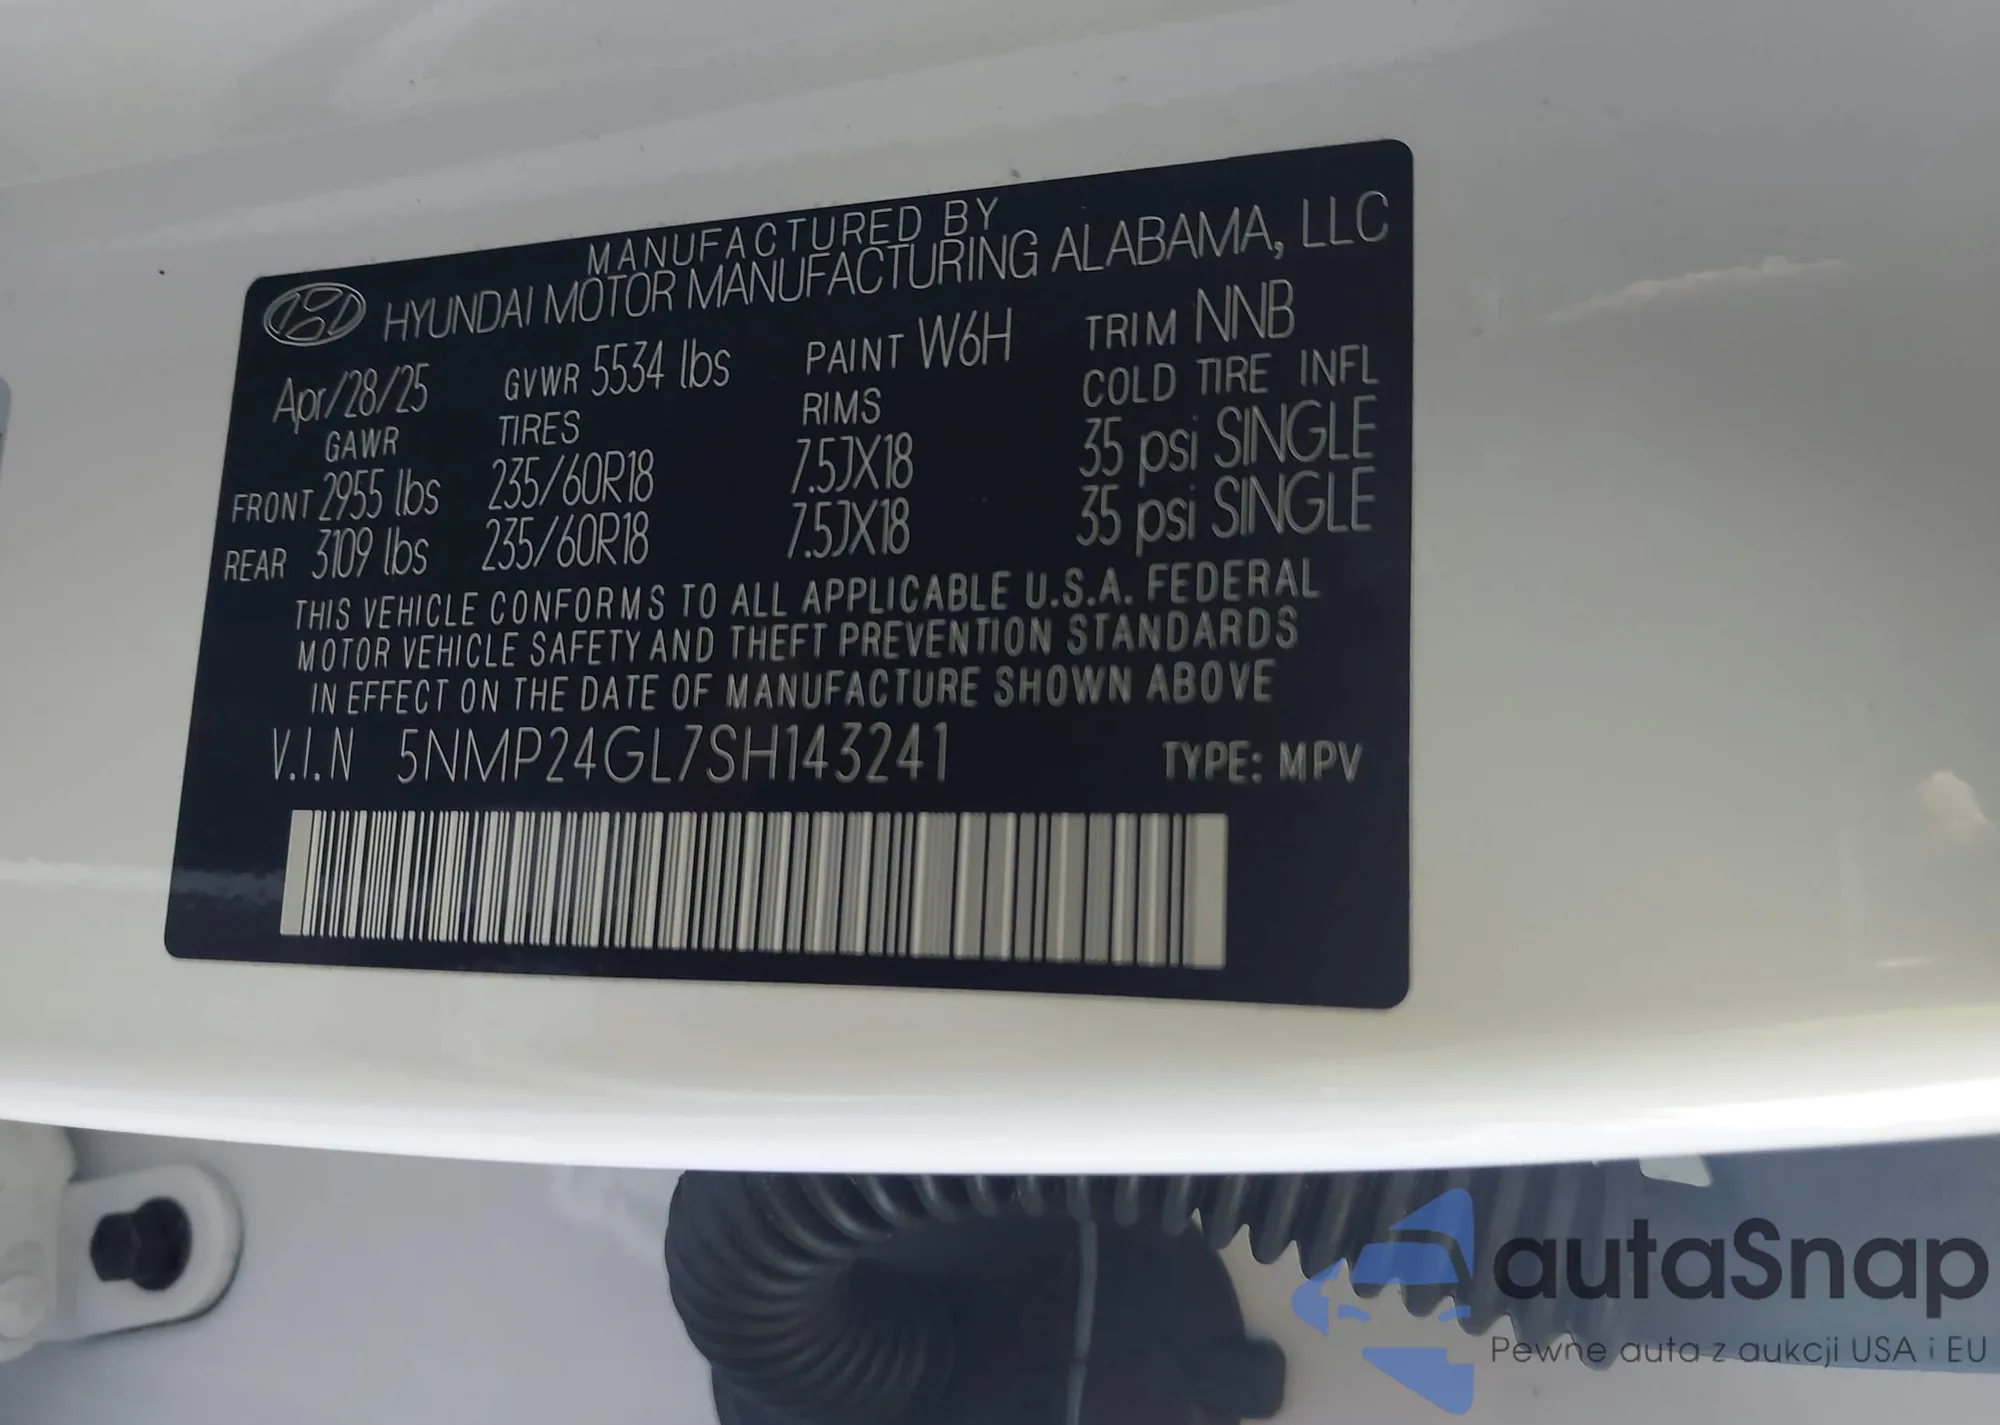 MANUFACTURED BY
HYUNDAI MOTOR MANUFACTURING ALABAMA, LLC
Apr/28/25 GVWR 5534 lbs PAINT W6H TRIM NNB
GAWR TIRES RIMS COLD TIRE INFL
FRONT 2955 lbs 235/60R18 7.5JX18 35 psi SINGLE
REAR 3109 lbs 235/60R18 7.5JX18 35 psi SINGLE
THIS VEHICLE CONFORMS TO ALL APPLICABLE U.S.A. FEDERAL
MOTOR VEHICLE SAFETY AND THEFT PREVENTION STANDARDS
IN EFFECT ON THE DATE OF MANUFACTURE SHOWN ABOVE
V.I.N 5NMP24GL7SH143241 TYPE: MPV
autaSnap
Pewne auta z aukcji USA i EU